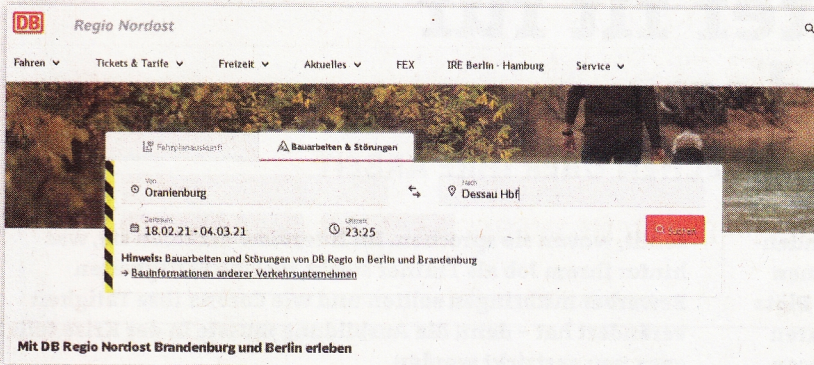 DB Regio Nordost
Fahren Tickets & Tarife Freizeit Aktuelles FEX IRE Berlin - Hamburg Service
Fahrplanauskunft Bauarbeiten & Störungen
Von Nach
Oranienburg Dessau Hbf
Zeitraum Uhrzeit
18.02.21 - 04.03.21 23:25 Suchen
Hinweis: Bauarbeiten und Störungen von DB Regio in Berlin und Brandenburg
→ Bauinformationen anderer Verkehrsunternehmen
Mit DB Regio Nordost Brandenburg und Berlin erleben